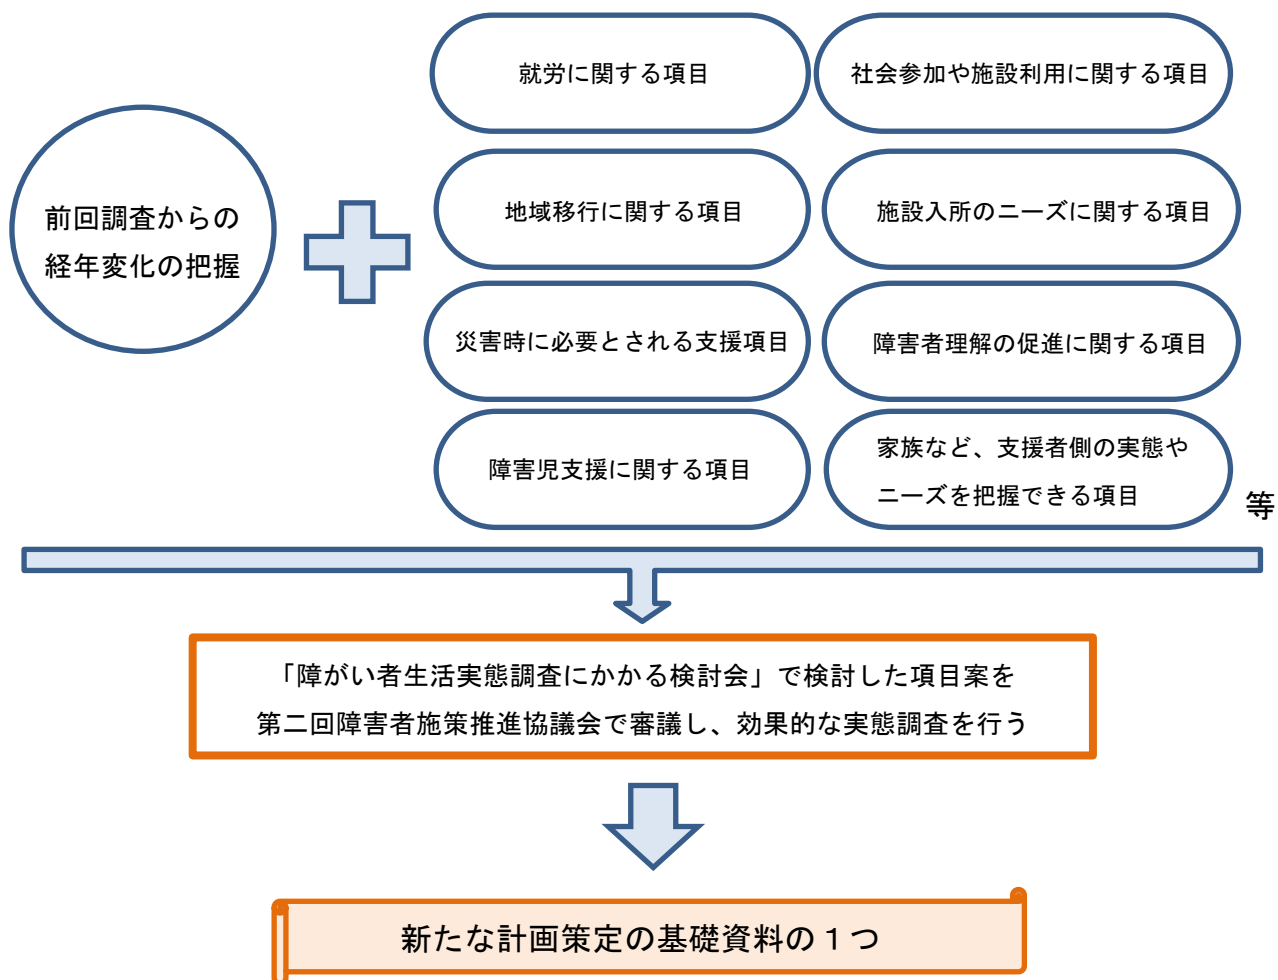 前回調査からの
経年変化の把握
就労に関する項目
社会参加や施設利用に関する項目
地域移行に関する項目
施設入所のニーズに関する項目
災害時に必要とされる支援項目
障害者理解の促進に関する項目
障害児支援に関する項目
家族など、支援者側の実態や
ニーズを把握できる項目
等
「障がい者生活実態調査にかかる検討会」で検討した項目案を
第二回障害者施策推進協議会で審議し、効果的な実態調査を行う
新たな計画策定の基礎資料の１つ